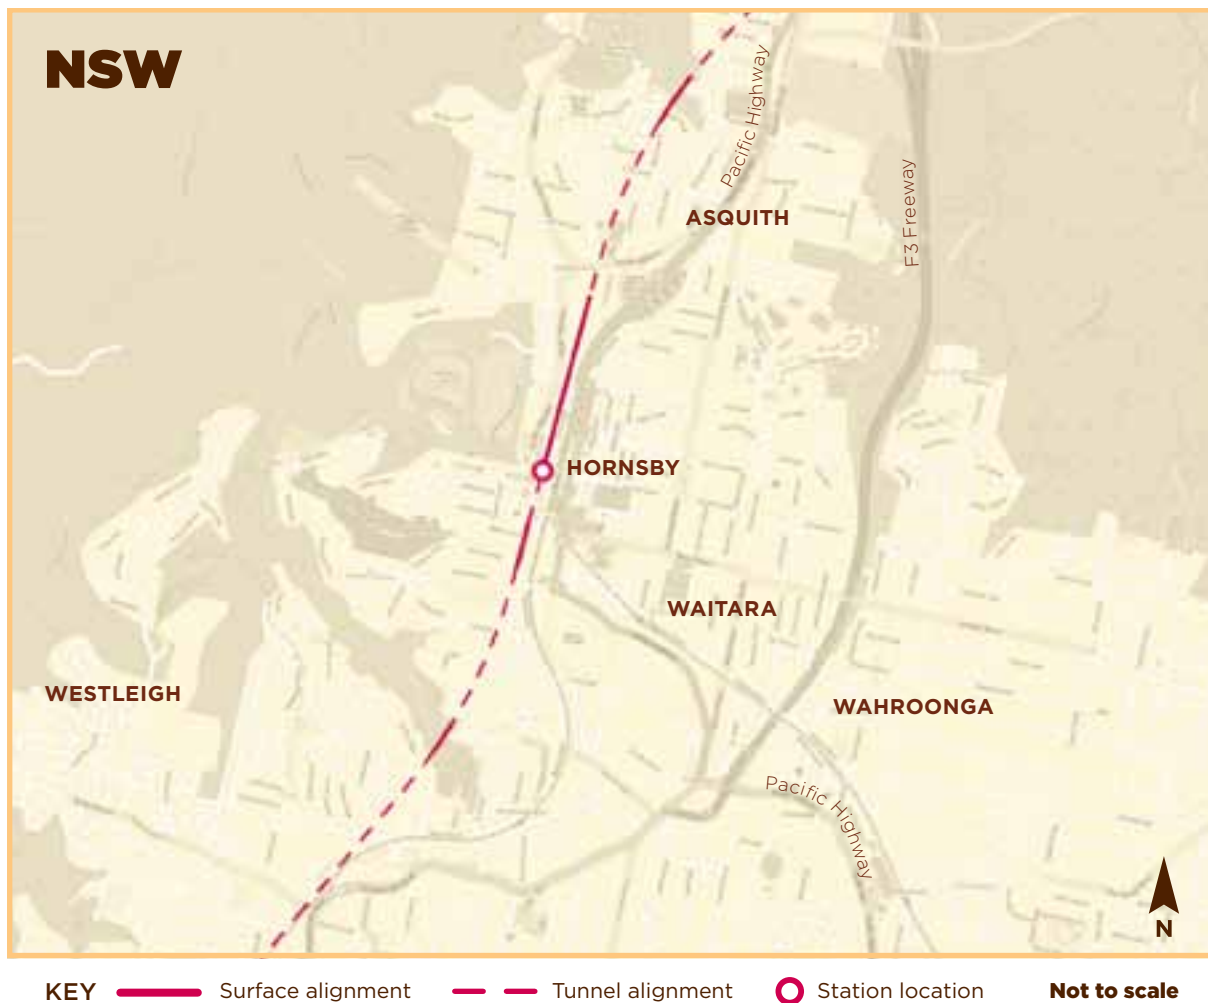 NSW
Pacific Highway
F3 Freeway
ASQUITH
HORNSBY
WAITARA
WESTLEIGH
WAHROONGA
Pacific Highway
N
KEY Surface alignment Tunnel alignment Station location Not to scale